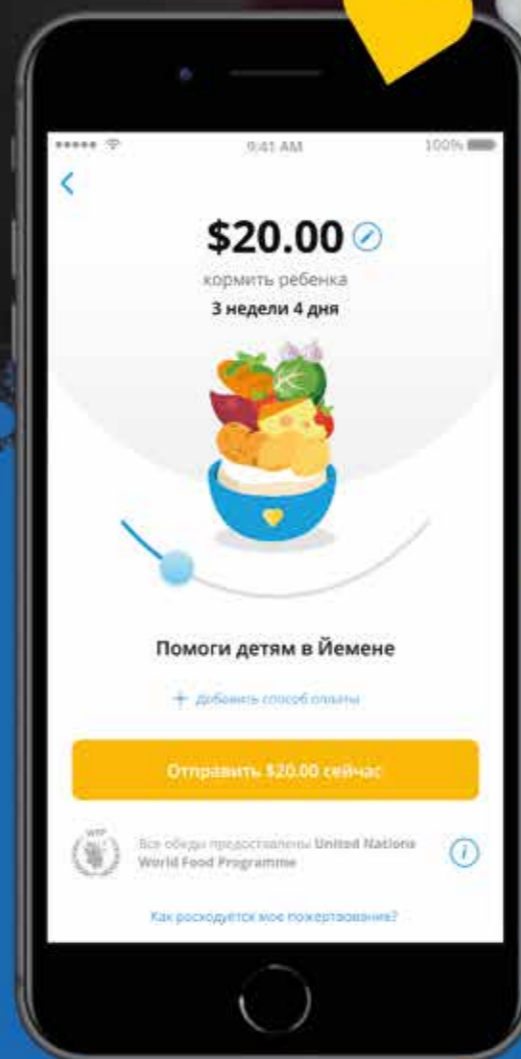 9:41 AM
100%
$20.00
кормить ребенка
3 недели 4 дня
Помоги детям в Йемене
+ добавить способ оплаты
Отправить $20.00 сейчас
WFP
Все обеды предоставлены United Nations
World Food Programme
i
Как расходуется мое пожертвование?